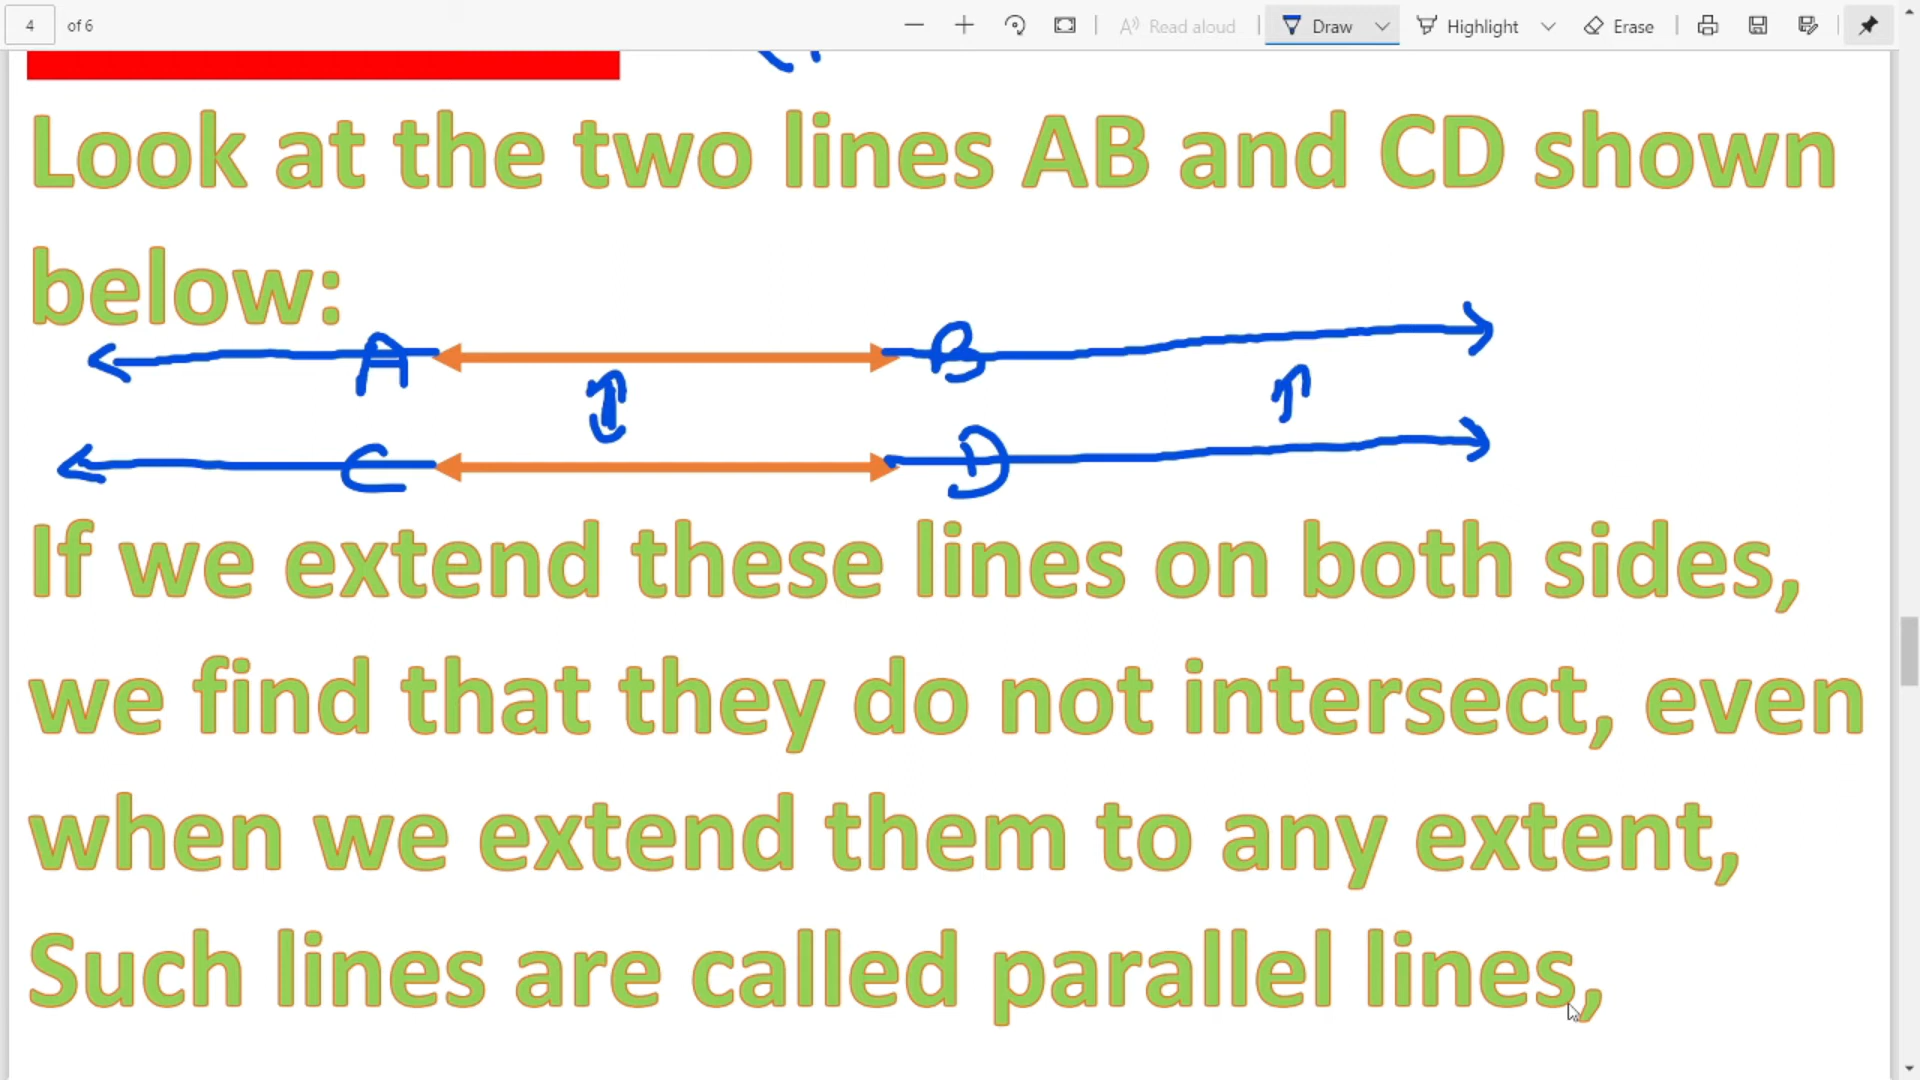 4 of 6 Read aloud Draw Highlight Erase
Look at the two lines AB and CD shown
below:
A B
C D
If we extend these lines on both sides,
we find that they do not intersect, even
when we extend them to any extent,
Such lines are called parallel lines,